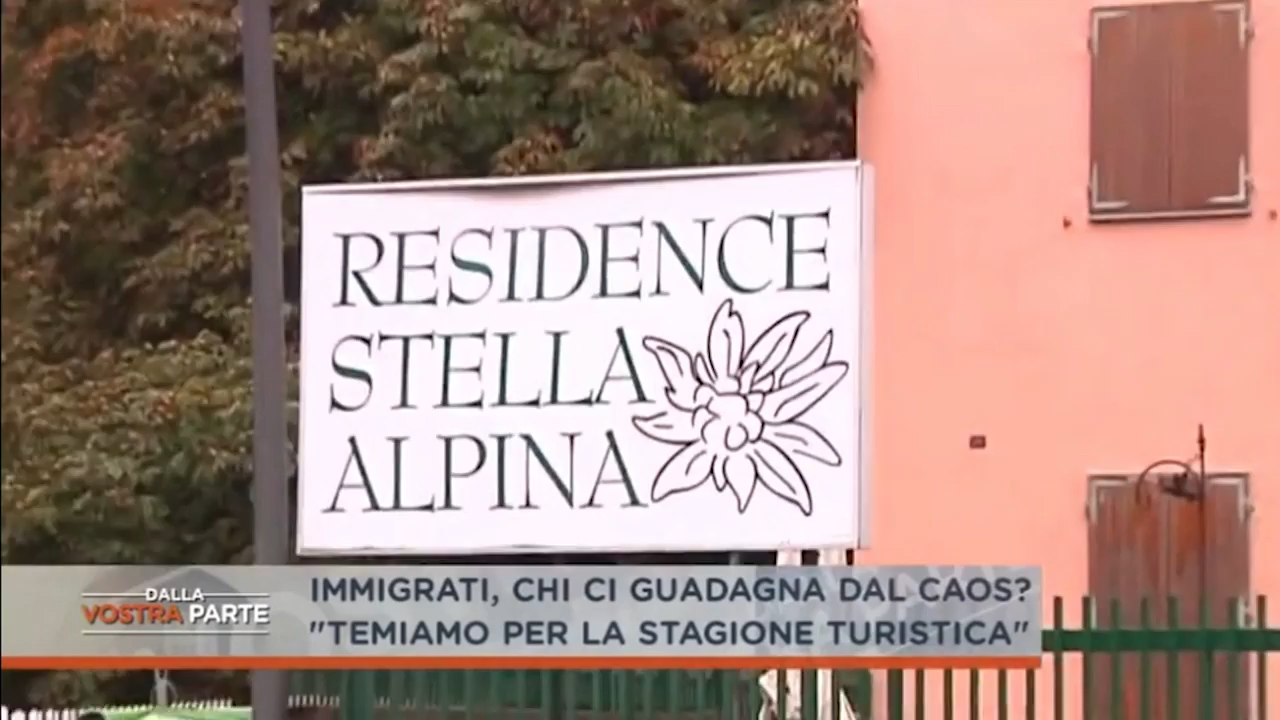 RESIDENCE
STELLA
ALPINA
DALLA
VOSTRA PARTE
IMMIGRATI, CHI CI GUADAGNA DAL CAOS?
"TEMIAMO PER LA STAGIONE TURISTICA"